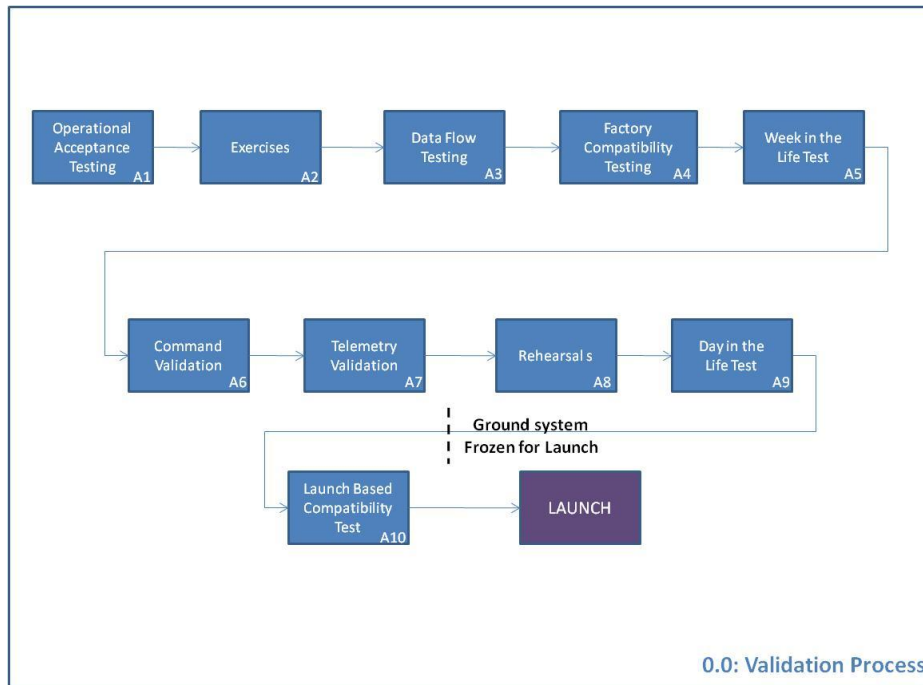 Operational
Acceptance
Testing
A1
Exercises
A2
Data Flow
Testing
A3
Factory
Compatibility
Testing
A4
Week in the
Life Test
A5
Command
Validation
A6
Telemetry
Validation
A7
Rehearsal s
A8
Day in the
Life Test
A9
Ground system
Frozen for Launch
Launch Based
Compatibility
Test
A10
LAUNCH
0.0: Validation Process